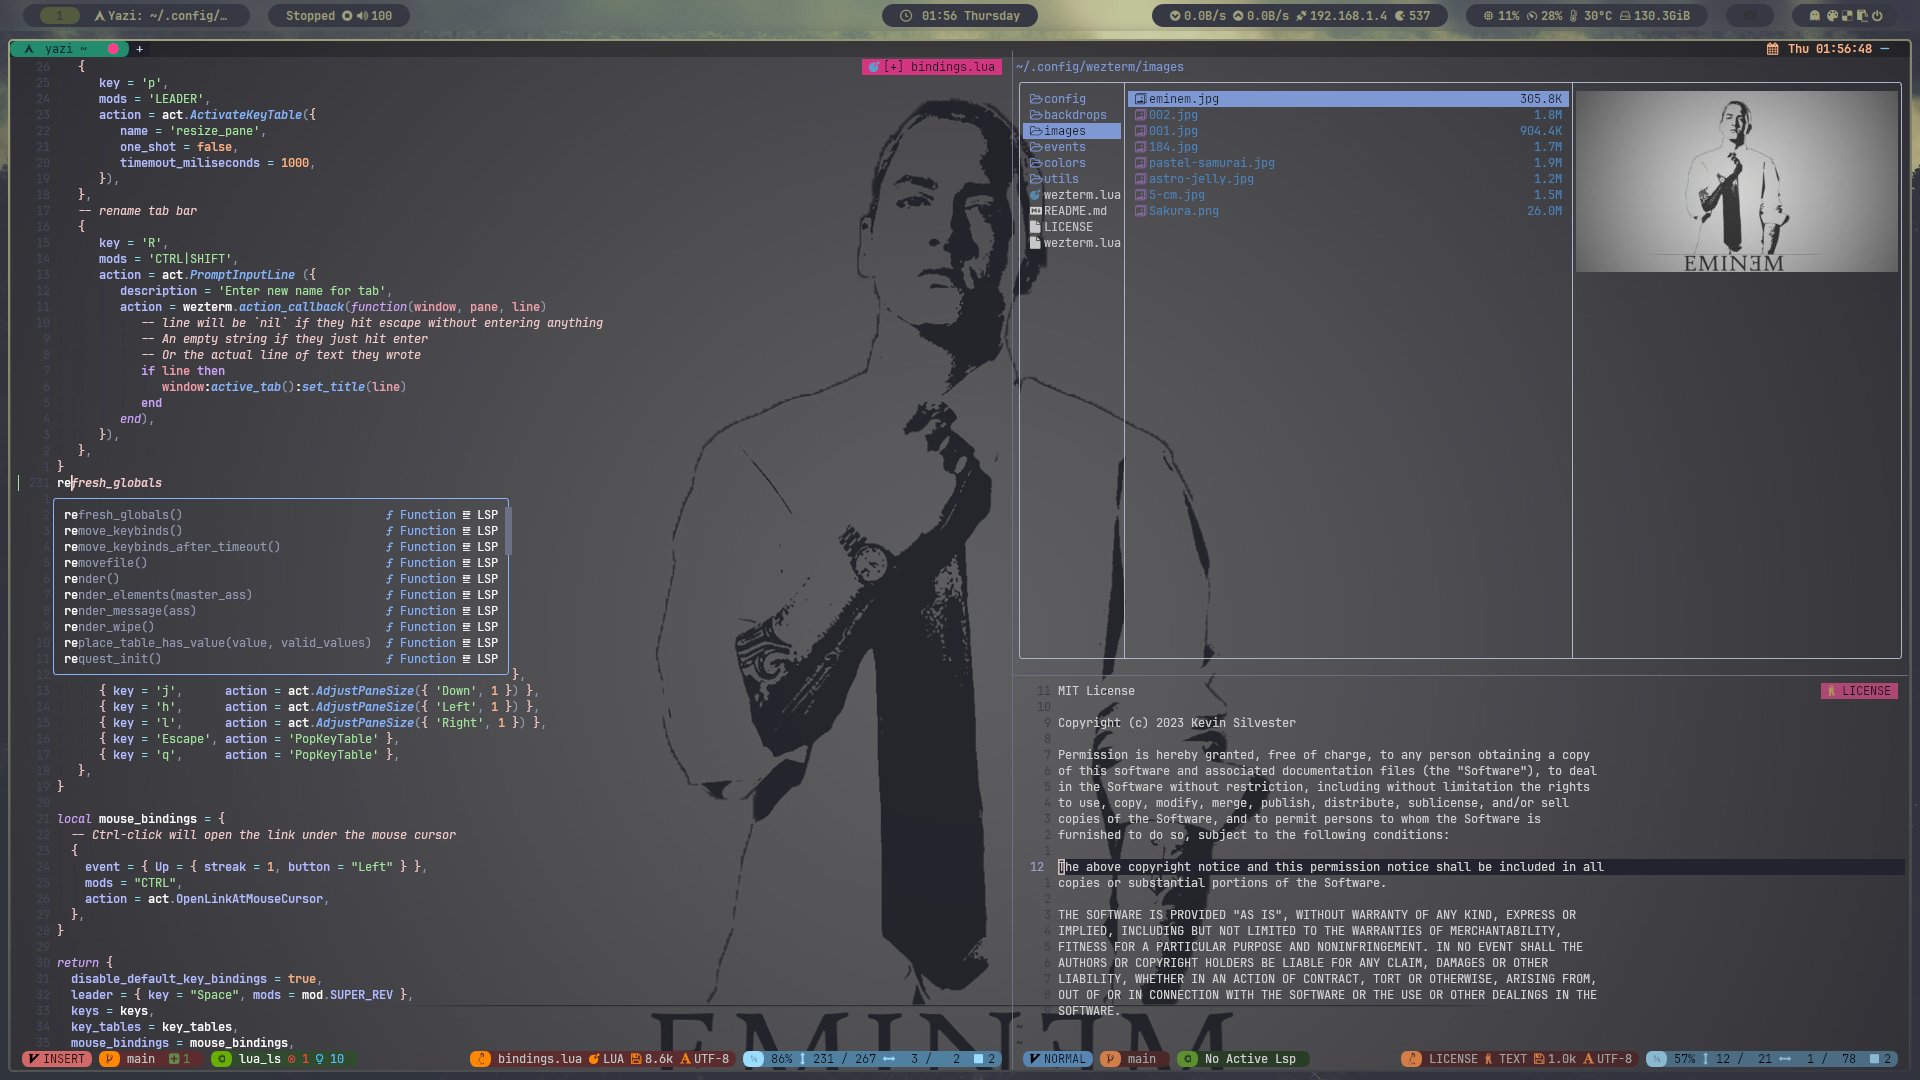 1 Yazi: ~/.config/… Stopped 100 01:56 Thursday 0.0B/s 0.0B/s 192.168.1.4 537 11% 28% 30°C 130.3GiB
yazi ~ + Thu 01:56:48 —
26 {
[+] bindings.lua
25 key = 'p',
24 mods = 'LEADER',
23 action = act.ActivateKeyTable({
22 name = 'resize_pane',
21 one_shot = false,
20 timemout_miliseconds = 1000,
19 }),
18 },
17 -- rename tab bar
16 {
15 key = 'R',
14 mods = 'CTRL|SHIFT',
13 action = act.PromptInputLine ({
12 description = 'Enter new name for tab',
11 action = wezterm.action_callback(function(window, pane, line)
10 -- line will be `nil` if they hit escape without entering anything
9 -- An empty string if they just hit enter
8 -- Or the actual line of text they wrote
7 if line then
6 window:active_tab():set_title(line)
5 end
4 end),
3 }),
2 },
1 }
231 refresh_globals
1
2 refresh_globals() ƒ Function LSP
3 remove_keybinds() ƒ Function LSP
4 remove_keybinds_after_timeout() ƒ Function LSP
5 removefile() ƒ Function LSP
6 render() ƒ Function LSP
7 render_elements(master_ass) ƒ Function LSP
8 render_message(ass) ƒ Function LSP
9 render_wipe() ƒ Function LSP
10 replace_table_has_value(value, valid_values) ƒ Function LSP
11 request_init() ƒ Function LSP
12 },
13 { key = 'j', action = act.AdjustPaneSize({ 'Down', 1 }) },
14 { key = 'h', action = act.AdjustPaneSize({ 'Left', 1 }) },
15 { key = 'l', action = act.AdjustPaneSize({ 'Right', 1 }) },
16 { key = 'Escape', action = 'PopKeyTable' },
17 { key = 'q', action = 'PopKeyTable' },
18 },
19 }
20
21 local mouse_bindings = {
22 -- Ctrl-click will open the link under the mouse cursor
23 {
24 event = { Up = { streak = 1, button = "Left" } },
25 mods = "CTRL",
26 action = act.OpenLinkAtMouseCursor,
27 },
28 }
29
30 return {
31 disable_default_key_bindings = true,
32 leader = { key = "Space", mods = mod.SUPER_REV },
33 keys = keys,
34 key_tables = key_tables,
35 mouse_bindings = mouse_bindings,
INSERT main 1 lua_ls 1 10 bindings.lua LUA 8.6k UTF-8 86% 231 / 267 3 / 2 2
~/.config/wezterm/images
config
backdrops
images
events
colors
utils
wezterm.lua
README.md
LICENSE
wezterm.lua
eminem.jpg 305.8K
002.jpg 1.8M
001.jpg 904.4K
184.jpg 1.7M
pastel-samurai.jpg 1.9M
astro-jelly.jpg 1.2M
5-cm.jpg 1.5M
Sakura.png 26.0M
EMINƎM
11 MIT License
LICENSE
10
9 Copyright (c) 2023 Kevin Silvester
8
7 Permission is hereby granted, free of charge, to any person obtaining a copy
6 of this software and associated documentation files (the "Software"), to deal
5 in the Software without restriction, including without limitation the rights
4 to use, copy, modify, merge, publish, distribute, sublicense, and/or sell
3 copies of the Software, and to permit persons to whom the Software is
2 furnished to do so, subject to the following conditions:
1
12 The above copyright notice and this permission notice shall be included in all
1 copies or substantial portions of the Software.
2
3 THE SOFTWARE IS PROVIDED "AS IS", WITHOUT WARRANTY OF ANY KIND, EXPRESS OR
4 IMPLIED, INCLUDING BUT NOT LIMITED TO THE WARRANTIES OF MERCHANTABILITY,
5 FITNESS FOR A PARTICULAR PURPOSE AND NONINFRINGEMENT. IN NO EVENT SHALL THE
6 AUTHORS OR COPYRIGHT HOLDERS BE LIABLE FOR ANY CLAIM, DAMAGES OR OTHER
7 LIABILITY, WHETHER IN AN ACTION OF CONTRACT, TORT OR OTHERWISE, ARISING FROM,
8 OUT OF OR IN CONNECTION WITH THE SOFTWARE OR THE USE OR OTHER DEALINGS IN THE
9 SOFTWARE.
~
~
NORMAL main No Active Lsp LICENSE TEXT 1.0k UTF-8 57% 12 / 21 1 / 78 2
EMINƎM